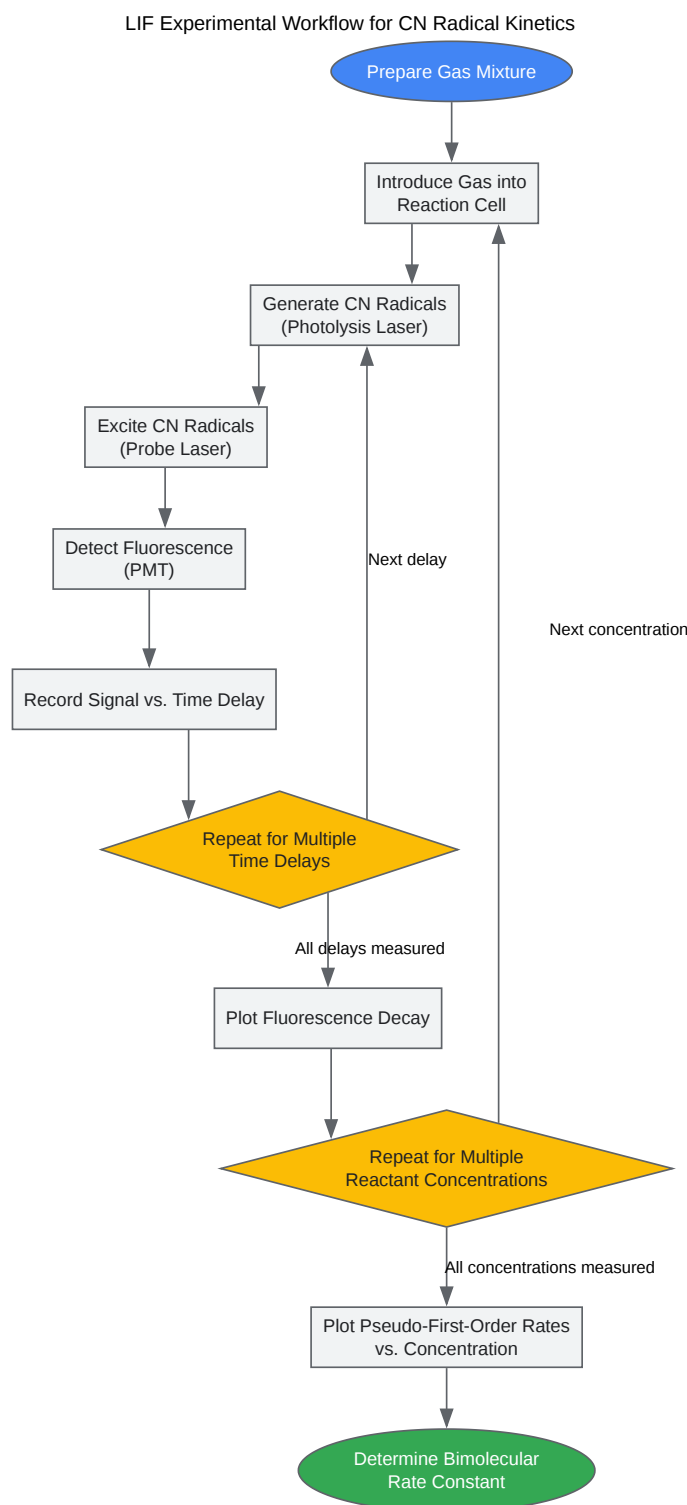 LIF Experimental Workflow for CN Radical Kinetics
Prepare Gas Mixture
Introduce Gas into
Reaction Cell
Generate CN Radicals
(Photolysis Laser)
Excite CN Radicals
(Probe Laser)
Detect Fluorescence
(PMT)
Next delay
Next concentration
Record Signal vs. Time Delay
Repeat for Multiple
Time Delays
All delays measured
Plot Fluorescence Decay
Repeat for Multiple
Reactant Concentrations
All concentrations measured
Plot Pseudo-First-Order Rates
vs. Concentration
Determine Bimolecular
Rate Constant